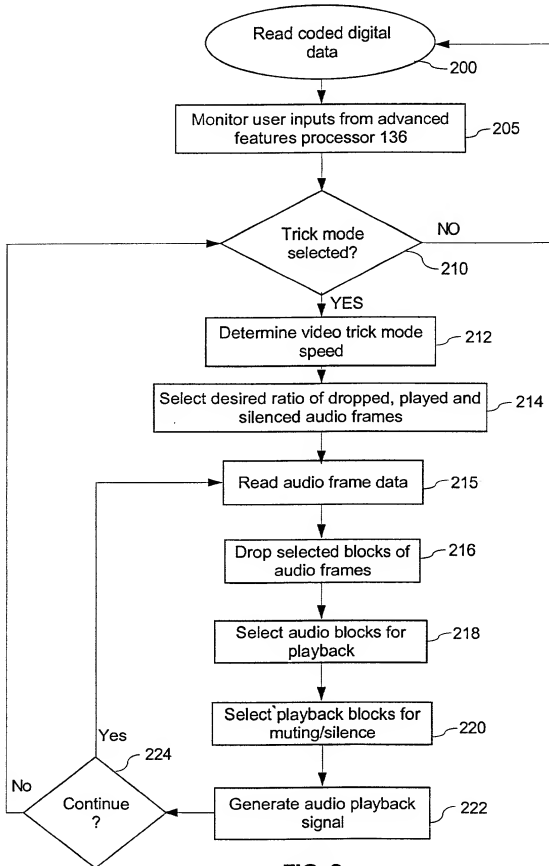 Read coded digital
data
200
Monitor user inputs from advanced
features processor 136
205
Trick mode
selected?
NO
210
YES
Determine video trick mode
speed
212
Select desired ratio of dropped, played and
silenced audio frames
214
Read audio frame data
215
Drop selected blocks of
audio frames
216
Select audio blocks for
playback
218
Select playback blocks for
muting/silence
220
Yes
224
No
Continue
?
Generate audio playback
signal
222